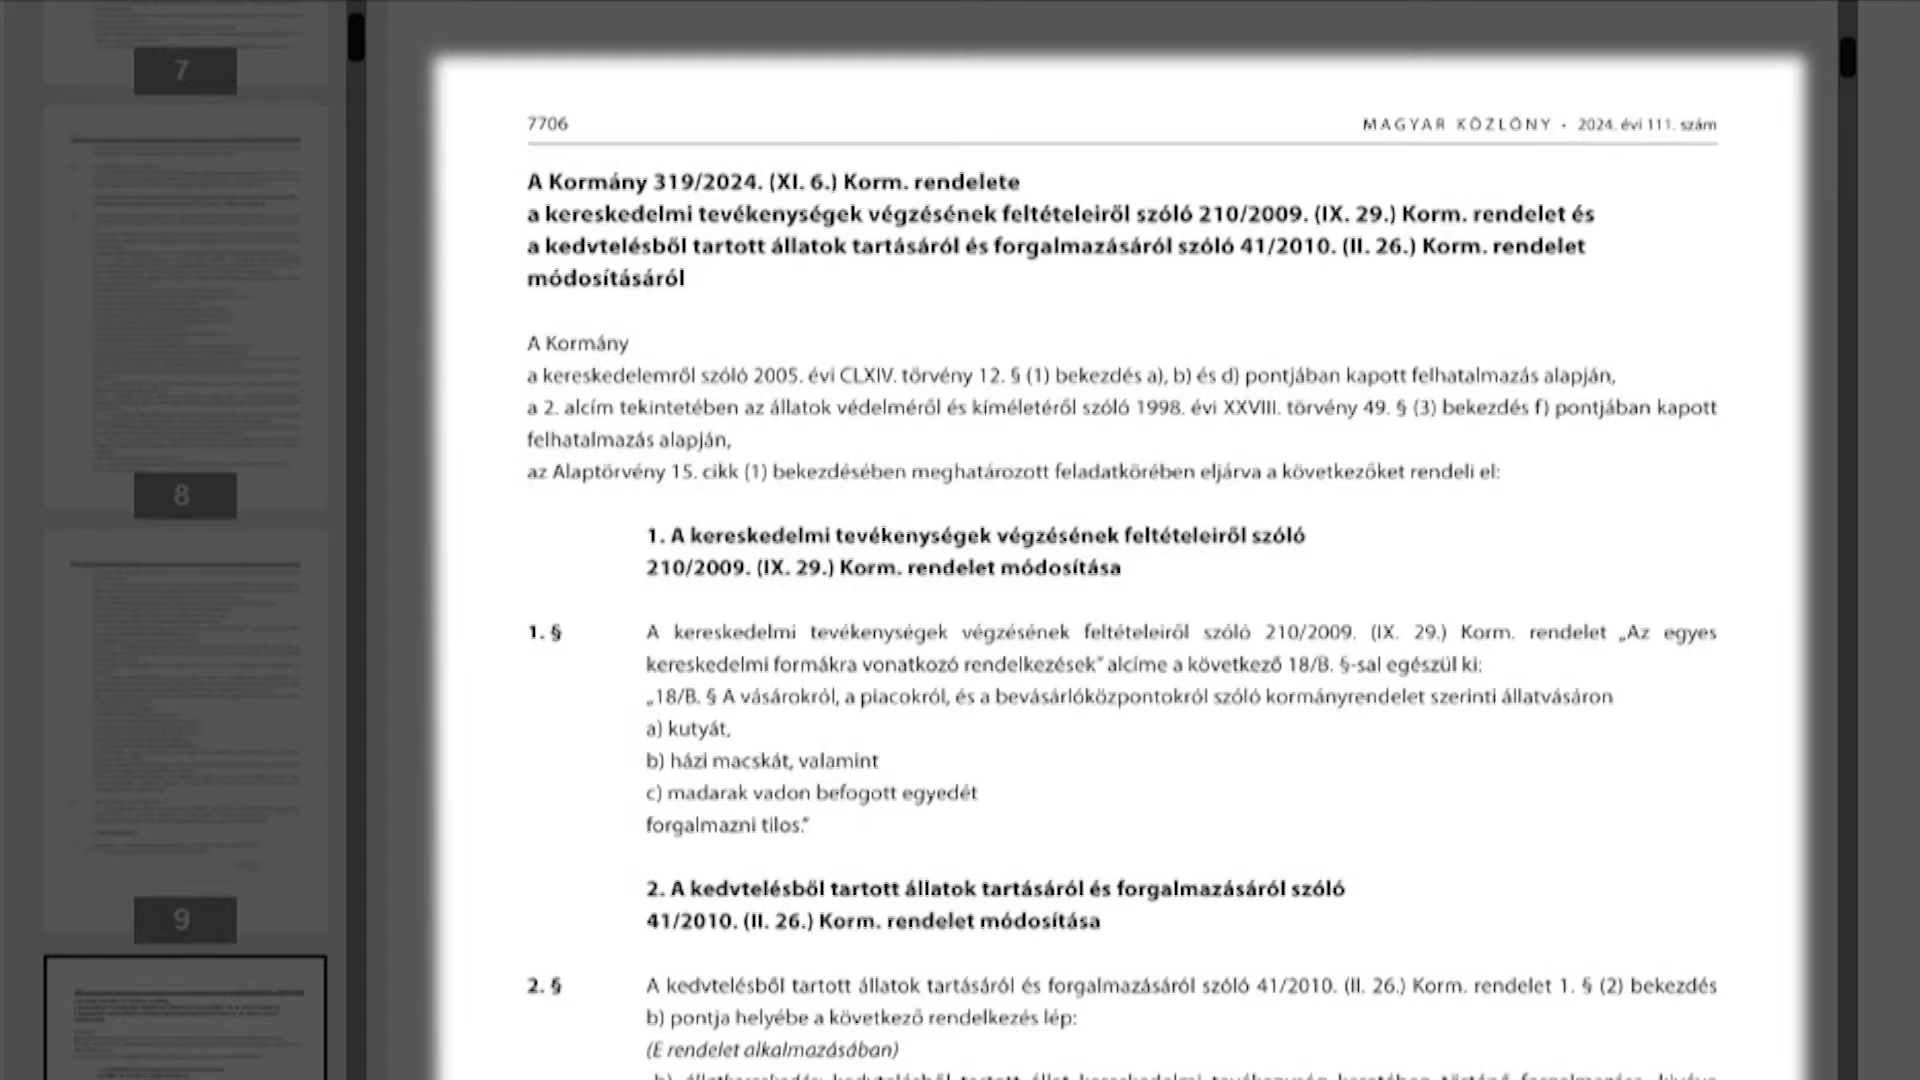 7
8
9
7706
MAGYAR KÖZLÖNY • 2024. évi 111. szám
A Kormány 319/2024. (XI. 6.) Korm. rendelete
a kereskedelmi tevékenységek végzésének feltételeiről szóló 210/2009. (IX. 29.) Korm. rendelet és
a kedvtelésből tartott állatok tartásáról és forgalmazásáról szóló 41/2010. (II. 26.) Korm. rendelet
módosításáról
A Kormány
a kereskedelemről szóló 2005. évi CLXIV. törvény 12. § (1) bekezdés a), b) és d) pontjában kapott felhatalmazás alapján,
a 2. alcím tekintetében az állatok védelméről és kíméletéről szóló 1998. évi XXVIII. törvény 49. § (3) bekezdés f) pontjában kapott
felhatalmazás alapján,
az Alaptörvény 15. cikk (1) bekezdésében meghatározott feladatkörében eljárva a következőket rendeli el:
1. A kereskedelmi tevékenységek végzésének feltételeiről szóló
210/2009. (IX. 29.) Korm. rendelet módosítása
1. § A kereskedelmi tevékenységek végzésének feltételeiről szóló 210/2009. (IX. 29.) Korm. rendelet „Az egyes
kereskedelmi formákra vonatkozó rendelkezések” alcíme a következő 18/B. §-sal egészül ki:
„18/B. § A vásárokról, a piacokról, és a bevásárlóközpontokról szóló kormányrendelet szerinti állatvásáron
a) kutyát,
b) házi macskát, valamint
c) madarak vadon befogott egyedét
forgalmazni tilos.”
2. A kedvtelésből tartott állatok tartásáról és forgalmazásáról szóló
41/2010. (II. 26.) Korm. rendelet módosítása
2. § A kedvtelésből tartott állatok tartásáról és forgalmazásáról szóló 41/2010. (II. 26.) Korm. rendelet 1. § (2) bekezdés
b) pontja helyébe a következő rendelkezés lép:
(E rendelet alkalmazásában)